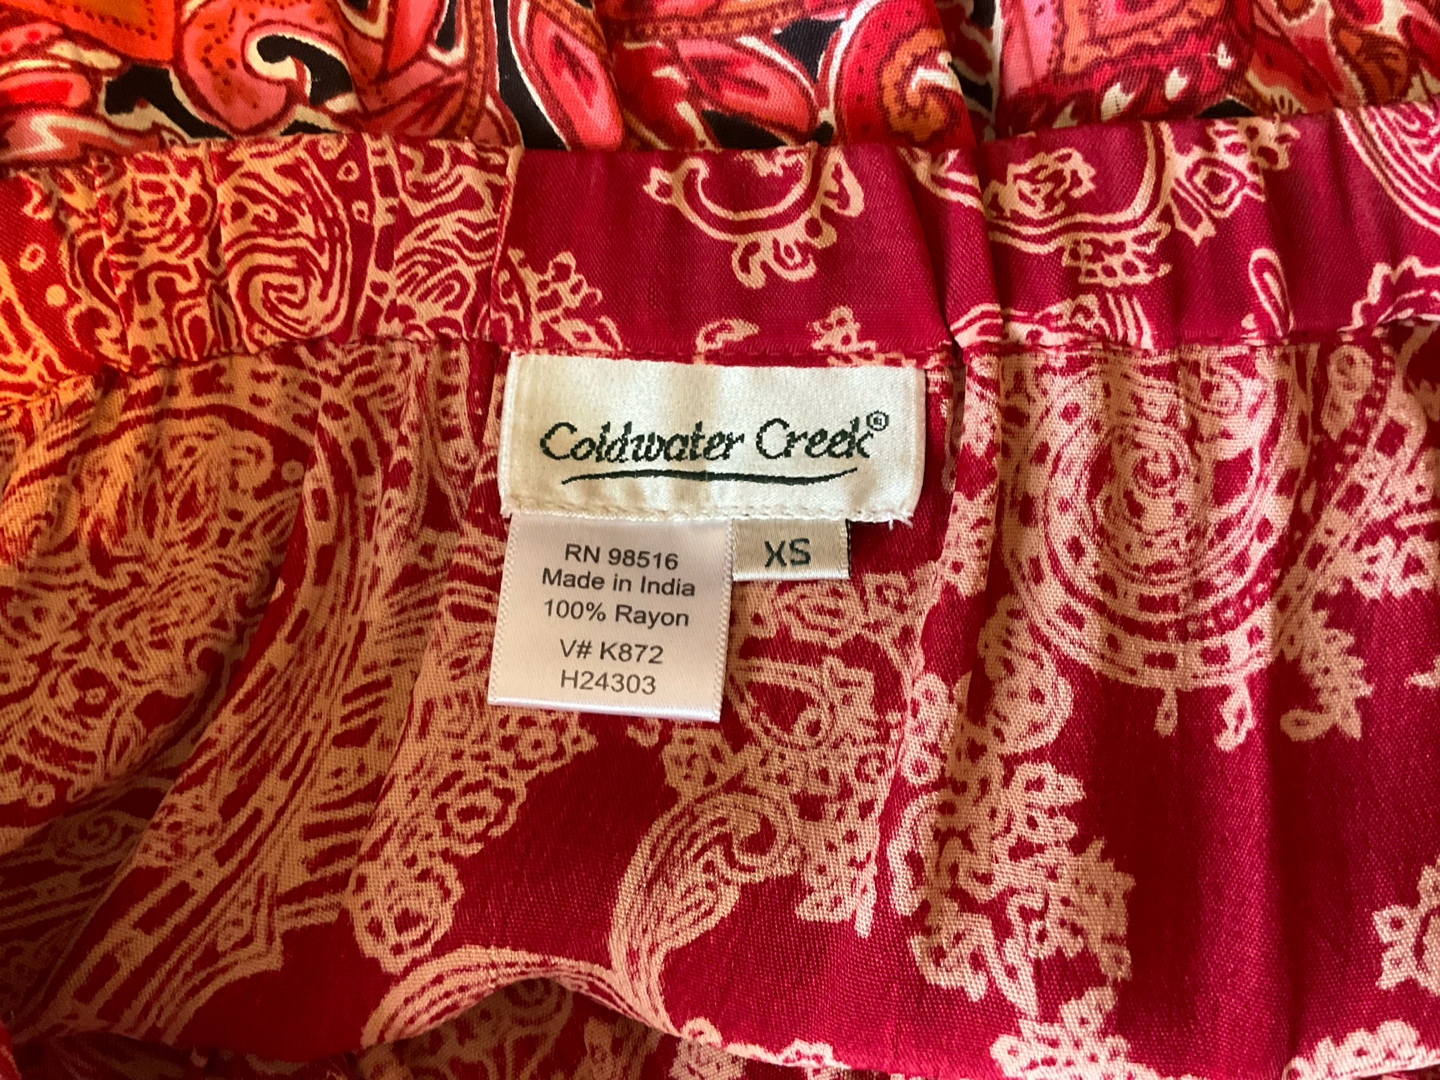 Coldwater Creek®
XS
RN 98516
Made in India
100% Rayon
V# K872
H24303